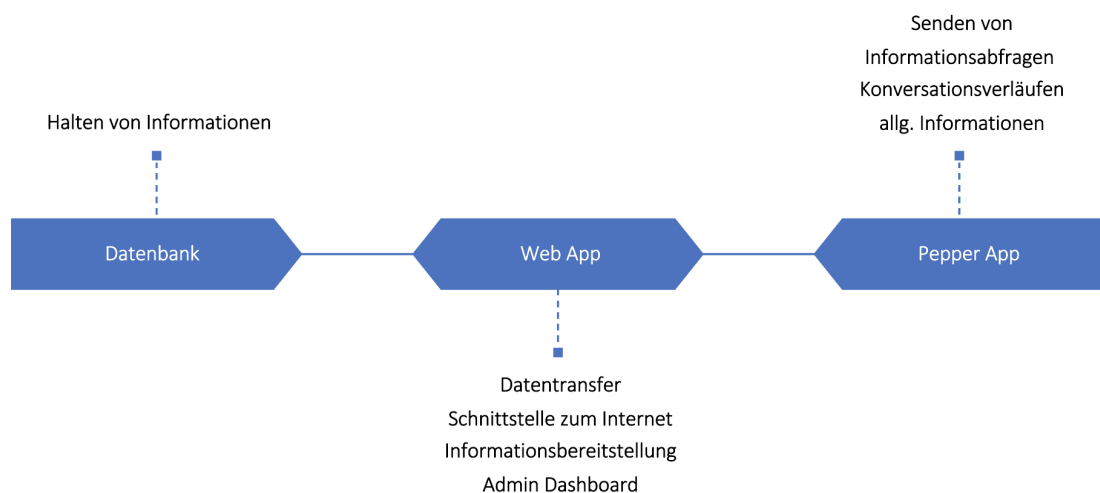 Senden von
Informationsabfragen
Konversationsverläufen
allg. Informationen
Halten von Informationen
Datenbank
Web App
Pepper App
Datentransfer
Schnittstelle zum Internet
Informationsbereitstellung
Admin Dashboard